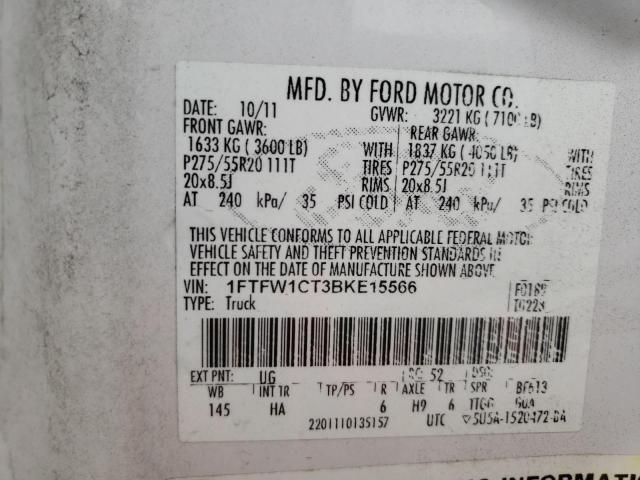 MFD. BY FORD MOTOR CO.
DATE: 10/11 GVWR: 3221 KG ( 7100 LB)
FRONT GAWR: REAR GAWR:
1633 KG ( 3600 LB) WITH 1837 KG ( 4050 LB) WITH
P275/55R20 111T TIRES P275/55R20 111T TIRES
20x8.5J RIMS 20x8.5J RIMS
AT 240 kPa/ 35 PSI COLD AT 240 kPa/ 35 PSI COLD
THIS VEHICLE CONFORMS TO ALL APPLICABLE FEDERAL MOTOR
VEHICLE SAFETY AND THEFT PREVENTION STANDARDS IN
EFFECT ON THE DATE OF MANUFACTURE SHOWN ABOVE
VIN: 1FTFW1CT3BKE15566
TYPE: Truck
EXT PNT: UG RC: 52 DSO:
WB INT TR TP/PS R AXLE TR SPR
145 HA 6 H9 6
2201110135157 UTC
INFORMATION